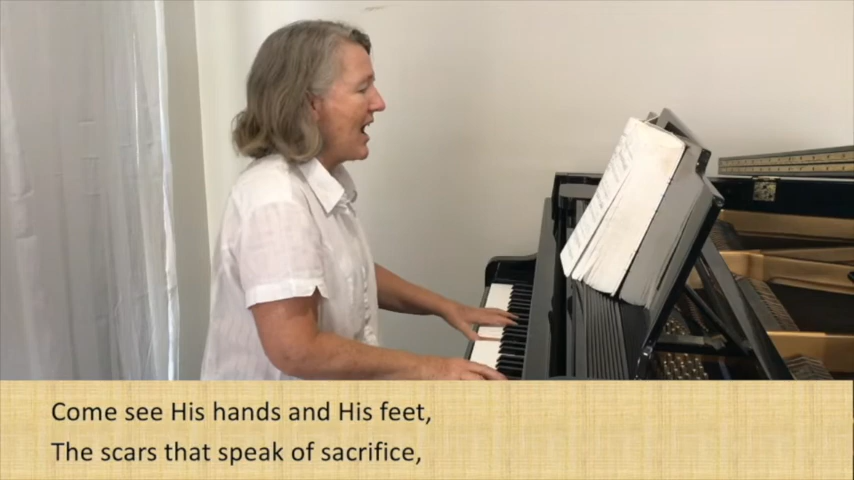 Come see His hands and His feet,
The scars that speak of sacrifice,